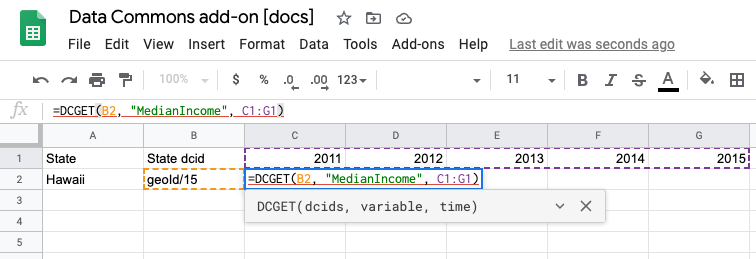 Data Commons add-on [docs]
File Edit View Insert Format Data Tools Add-ons Help Last edit was seconds ago
100% $ % .0 .00 123 11 B I S A
fx =DCGET(B2, "MedianIncome", C1:G1)
A B C D E F G
1 State State dcid 2011 2012 2013 2014 2015
2 Hawaii geoId/15 =DCGET(B2, "MedianIncome", C1:G1)
3 DCGET(dcids, variable, time)
4
5